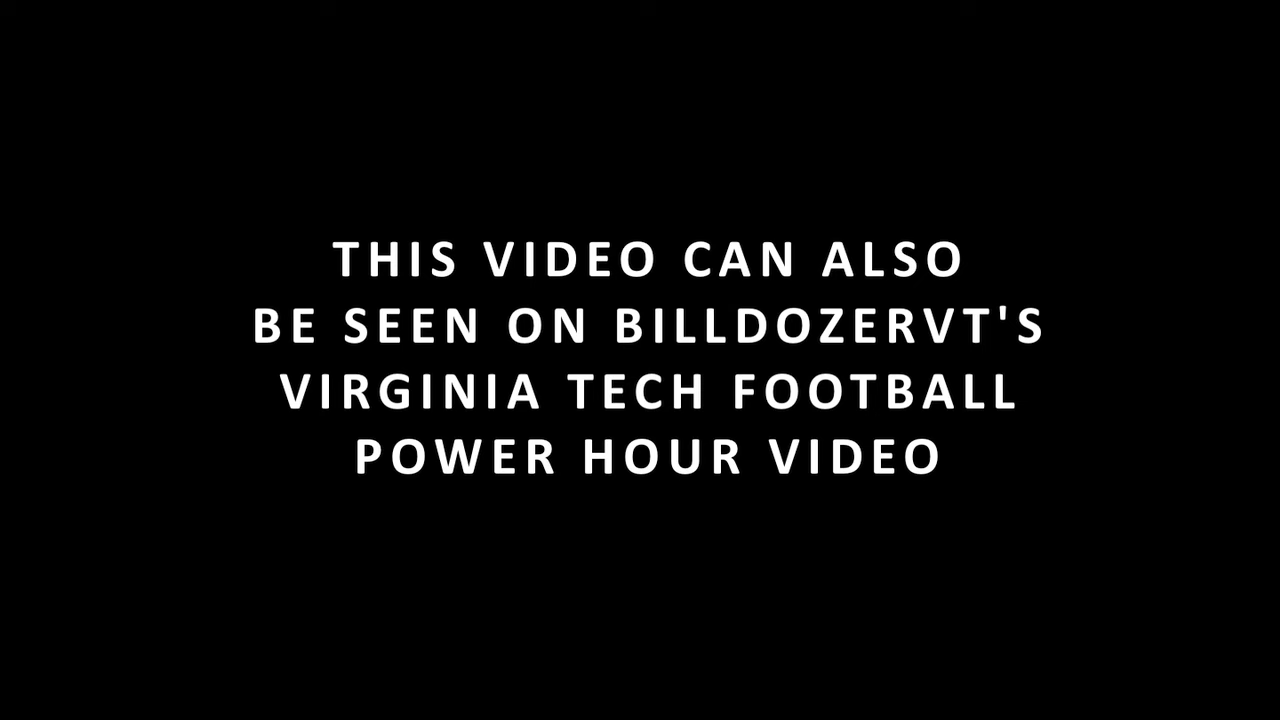 THIS VIDEO CAN ALSO
BE SEEN ON BILLDOZERVT'S
VIRGINIA TECH FOOTBALL
POWER HOUR VIDEO